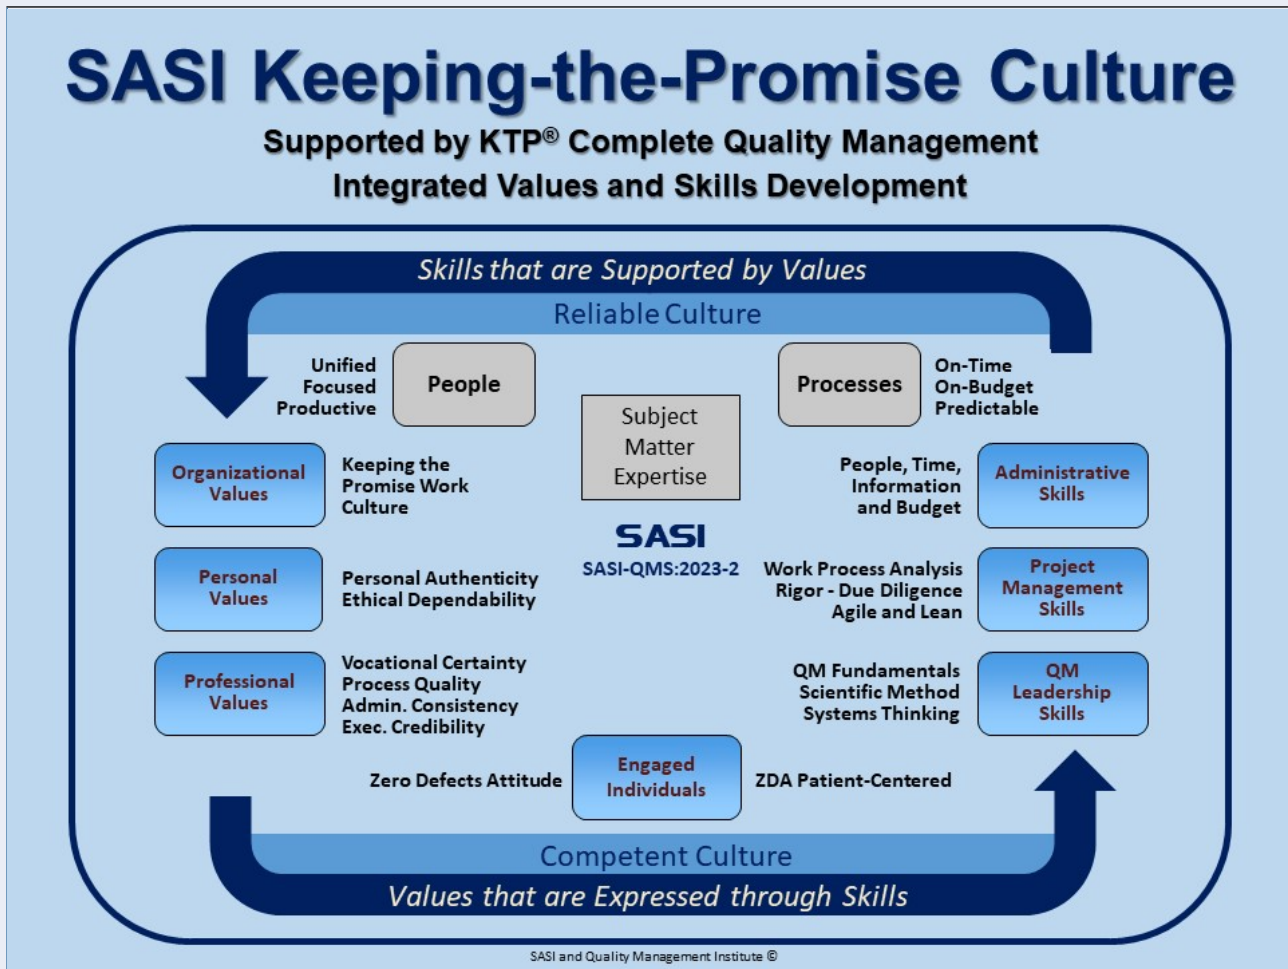 SASI Keeping-the-Promise Culture
Supported by KTP® Complete Quality Management
Integrated Values and Skills Development
Skills that are Supported by Values
Reliable Culture
Unified
Focused
Productive
People
Processes
On-Time
On-Budget
Predictable
Subject
Matter
Expertise
SASI
SASI-QMS:2023-2
Organizational
Values
Keeping the
Promise Work
Culture
People, Time,
Information
and Budget
Administrative
Skills
Personal
Values
Personal Authenticity
Ethical Dependability
Work Process Analysis
Rigor - Due Diligence
Agile and Lean
Project
Management
Skills
Professional
Values
Vocational Certainty
Process Quality
Admin. Consistency
Exec. Credibility
QM Fundamentals
Scientific Method
Systems Thinking
QM
Leadership
Skills
Zero Defects Attitude
Engaged
Individuals
ZDA Patient-Centered
Competent Culture
Values that are Expressed through Skills
SASI and Quality Management Institute ©